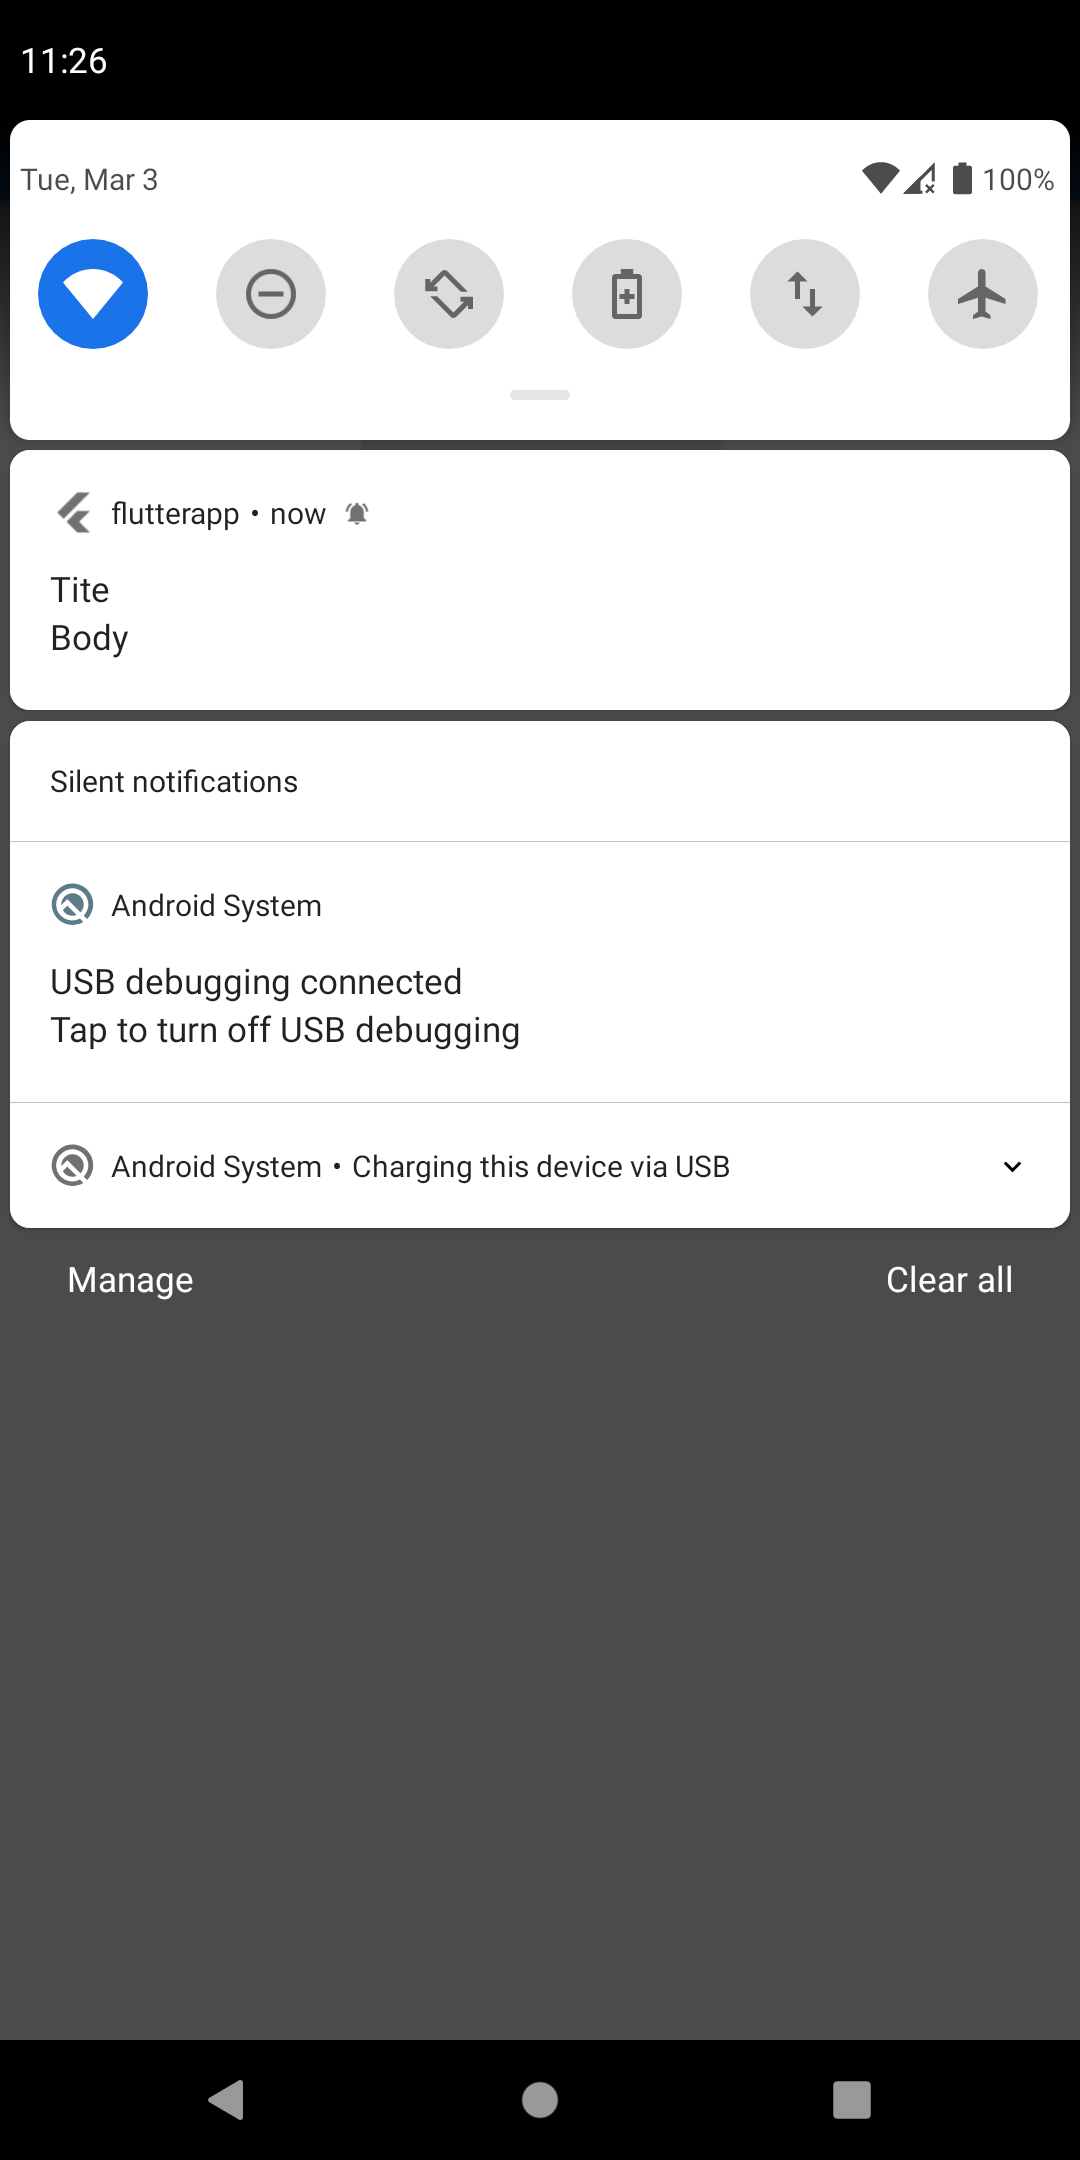 11:26
Tue, Mar 3
100%
flutterapp • now
Tite
Body
Silent notifications
Android System
USB debugging connected
Tap to turn off USB debugging
Android System • Charging this device via USB
Manage
Clear all